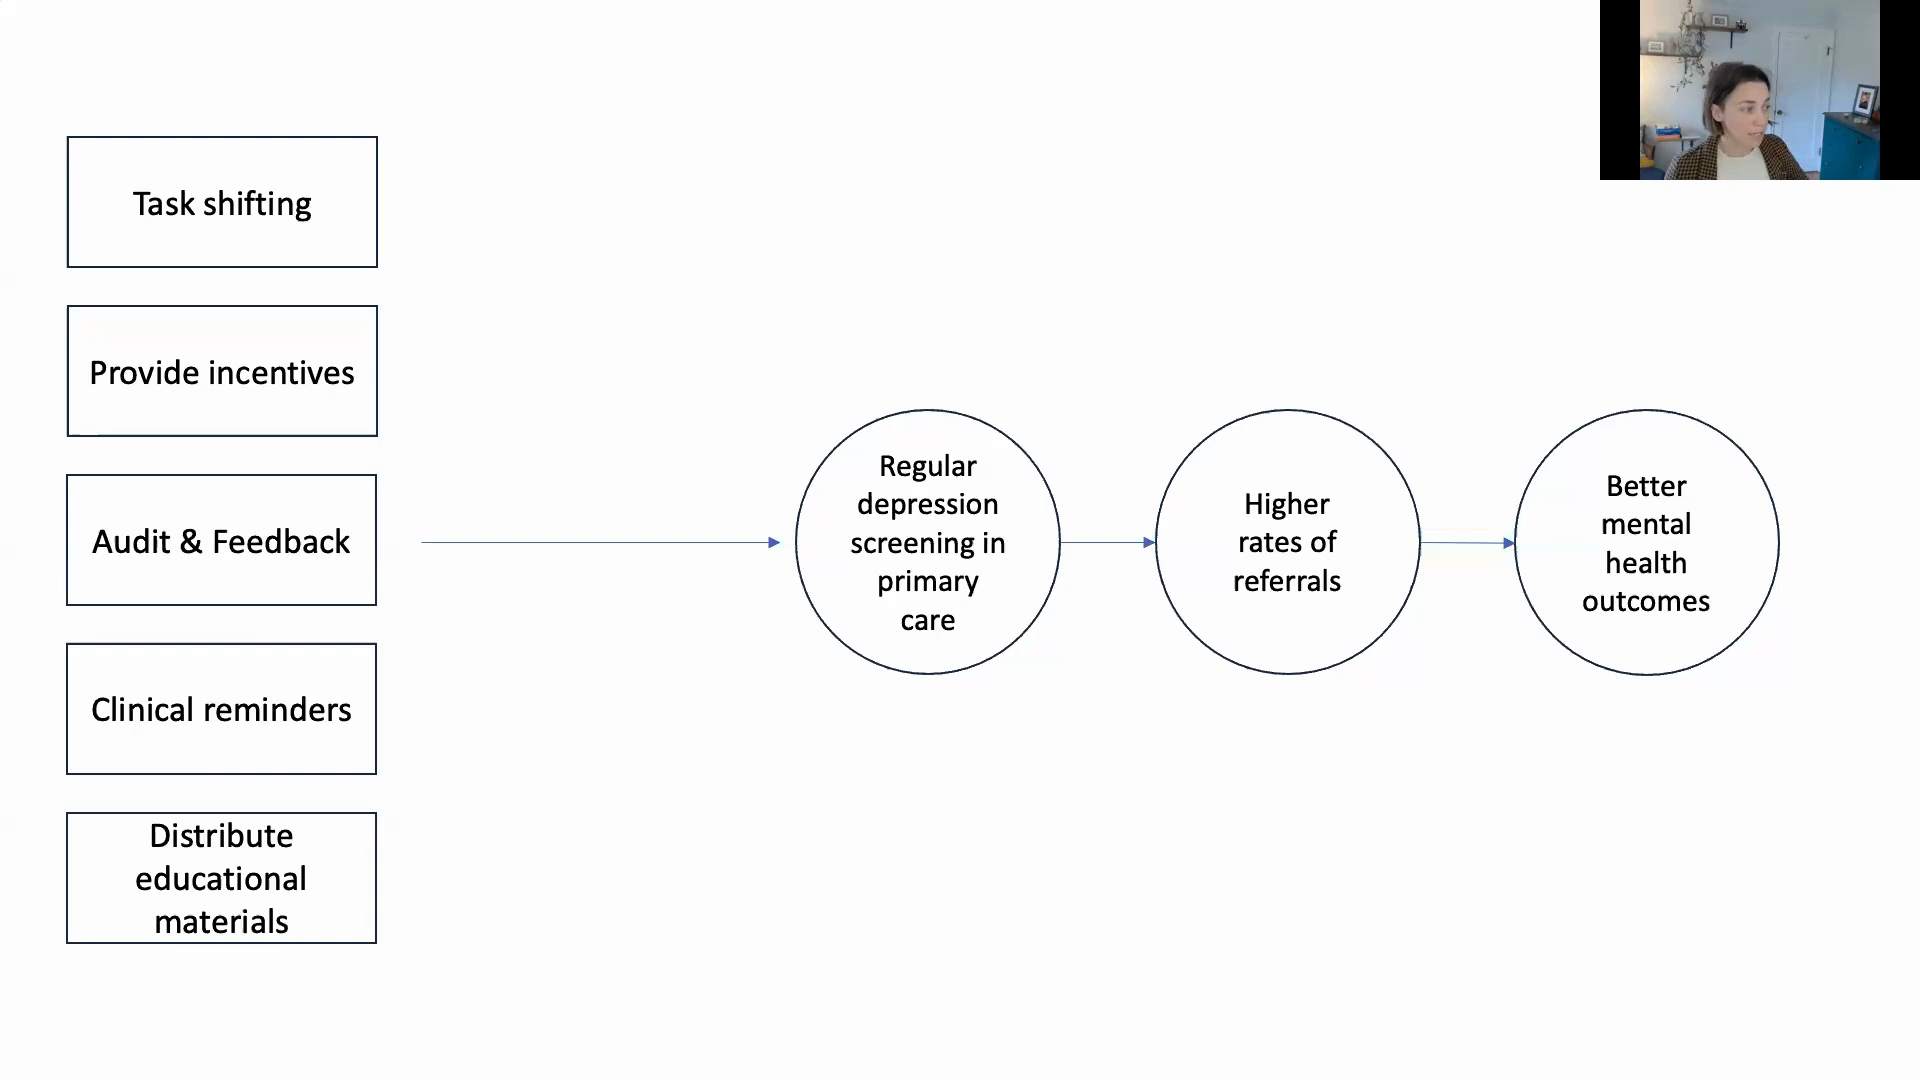 Task shifting
Provide incentives
Audit & Feedback
Clinical reminders
Distribute
educational
materials
Regular
depression
screening in
primary
care
Higher
rates of
referrals
Better
mental
health
outcomes